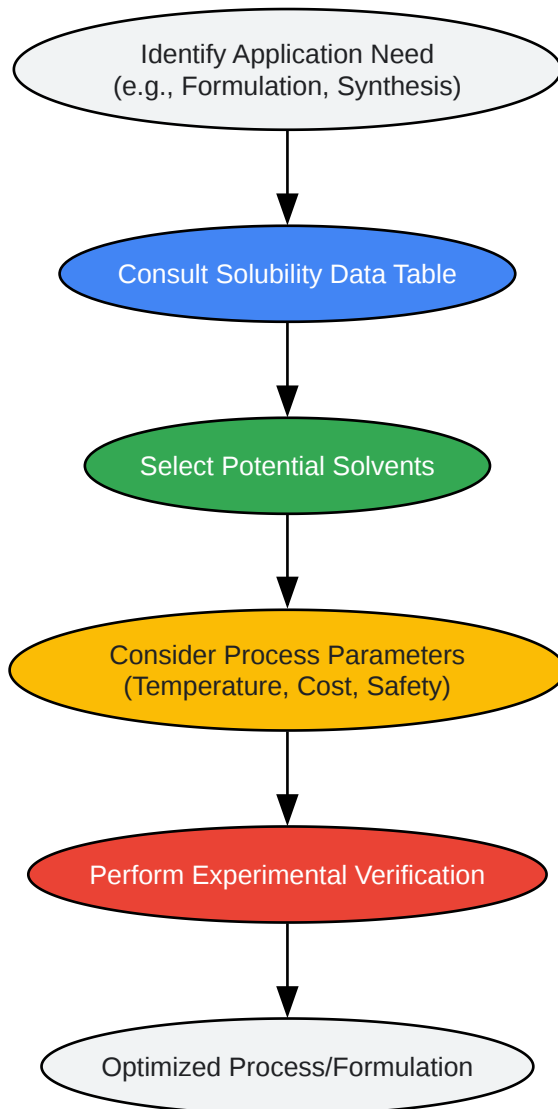 Identify Application Need
(e.g., Formulation, Synthesis)
Consult Solubility Data Table
Select Potential Solvents
Consider Process Parameters
(Temperature, Cost, Safety)
Perform Experimental Verification
Optimized Process/Formulation